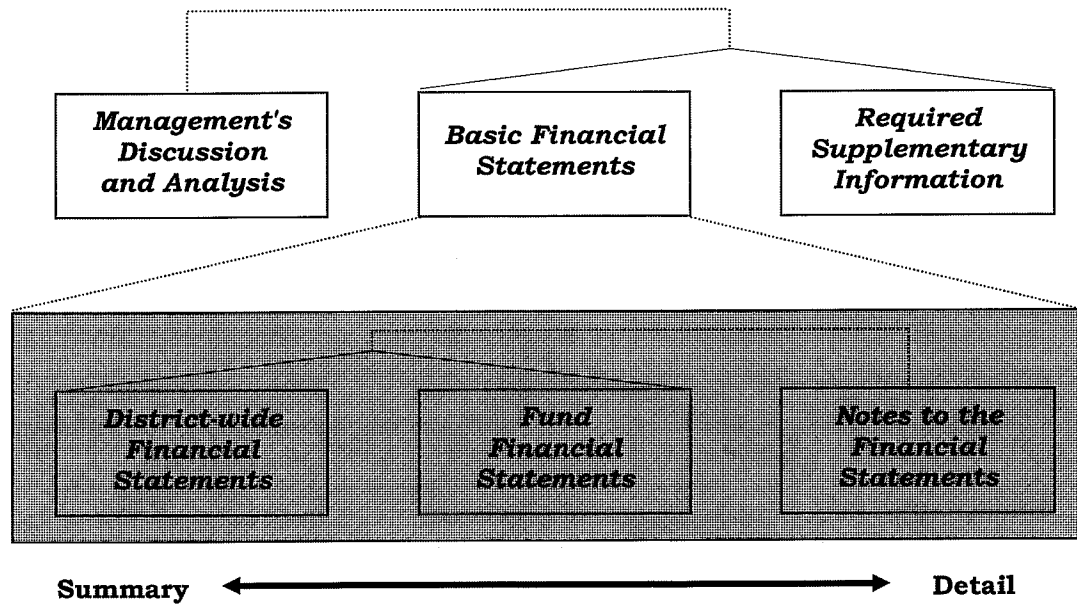 Management's
Discussion
and Analysis
Basic Financial
Statements
Required
Supplementary
Information
District-wide
Financial
Statements
Fund
Financial
Statements
Notes to the
Financial
Statements
Summary
Detail